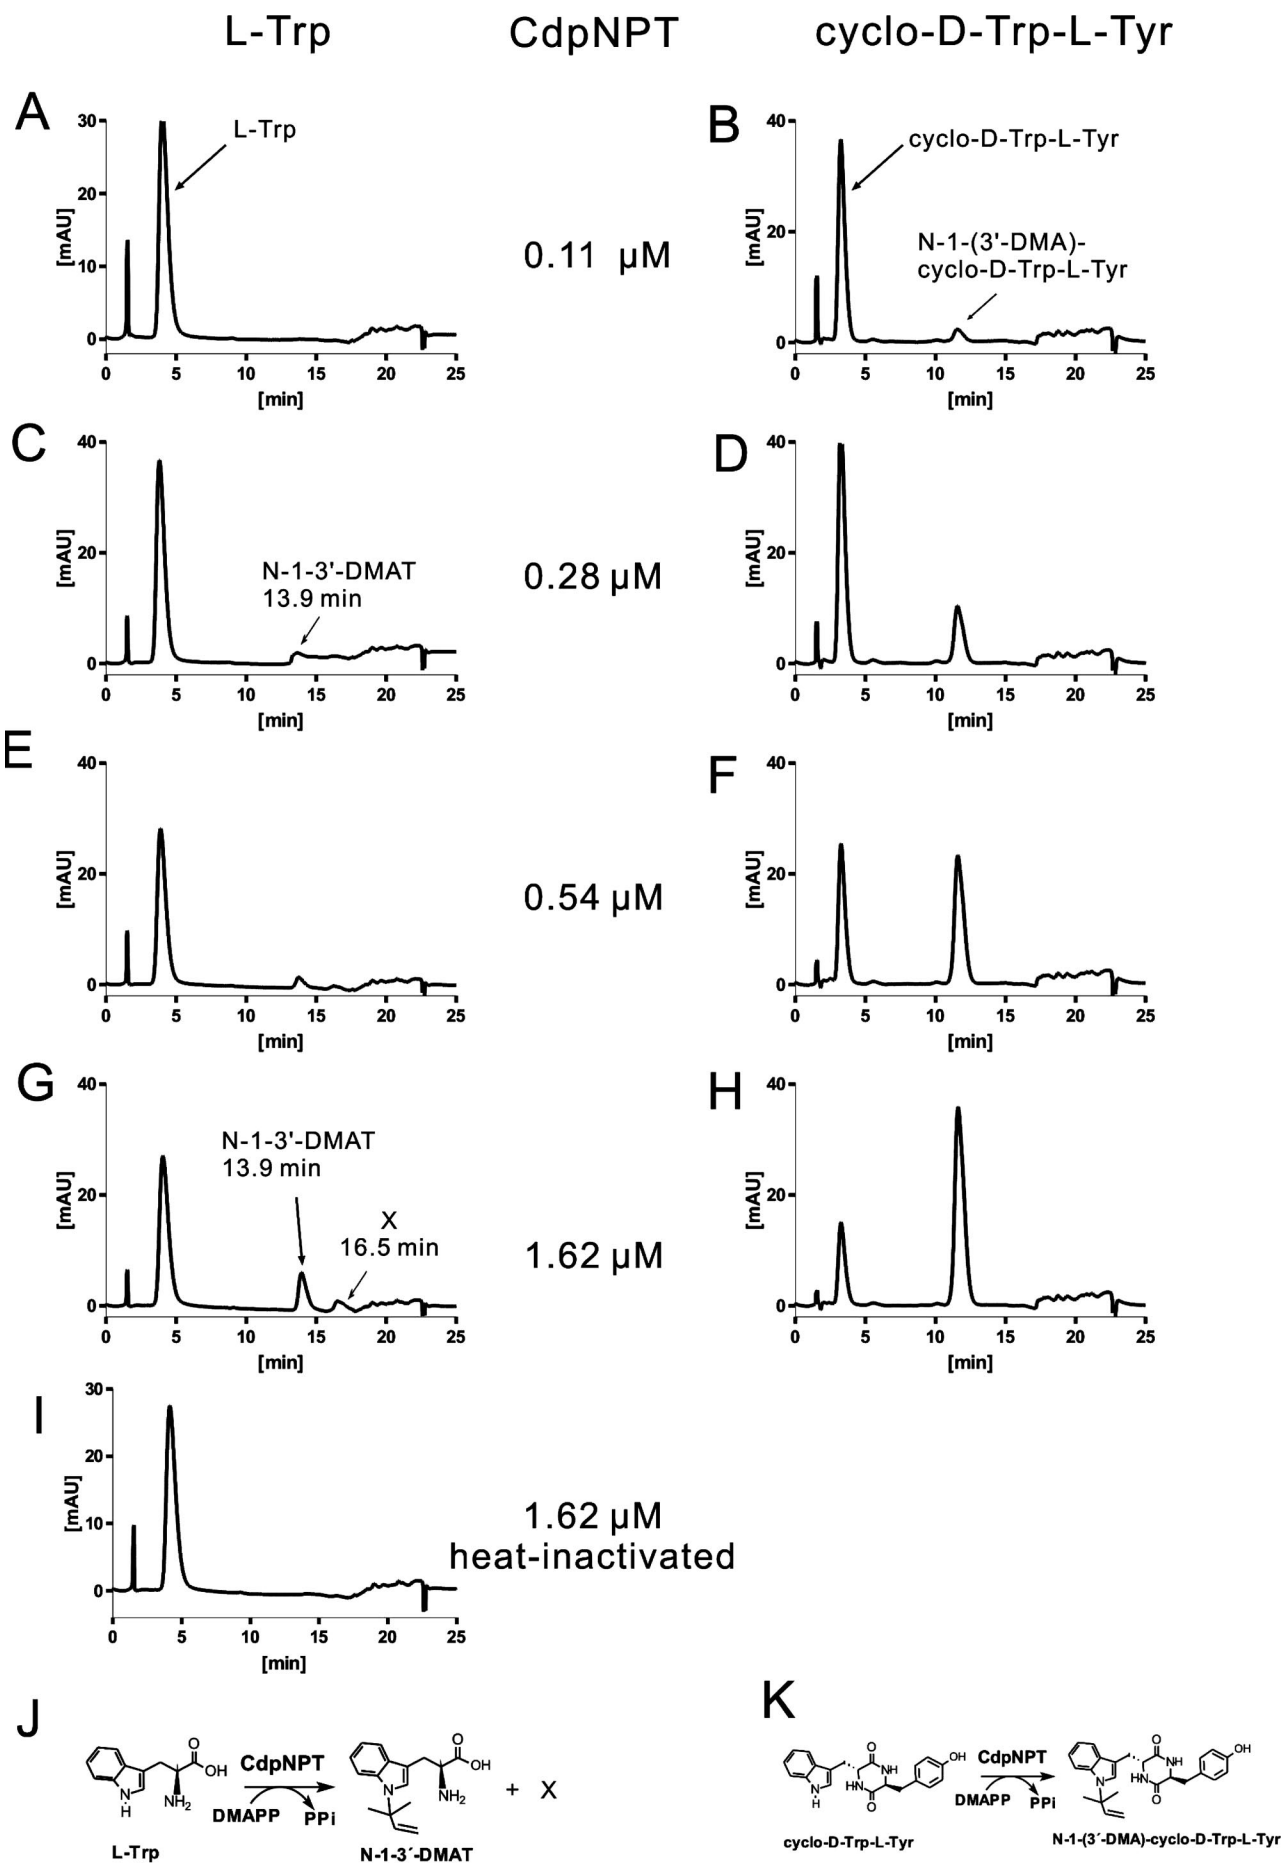 L-Trp CdpNPT cyclo-D-Trp-L-Tyr
A
30
20
10
0
[mAU]
L-Trp
0 5 10 15 20 25
[min]
0.11 µM
B
40
20
0
[mAU]
cyclo-D-Trp-L-Tyr
N-1-(3'-DMA)-
cyclo-D-Trp-L-Tyr
0 5 10 15 20 25
[min]
C
40
20
0
[mAU]
N-1-3'-DMAT
13.9 min
0 5 10 15 20 25
[min]
0.28 µM
D
40
20
0
[mAU]
0 5 10 15 20 25
[min]
E
40
20
0
[mAU]
0 5 10 15 20 25
[min]
0.54 µM
F
40
20
0
[mAU]
0 5 10 15 20 25
[min]
G
40
20
0
[mAU]
N-1-3'-DMAT
13.9 min
X
16.5 min
0 5 10 15 20 25
[min]
1.62 µM
H
40
20
0
[mAU]
0 5 10 15 20 25
[min]
I
30
20
10
0
[mAU]
0 5 10 15 20 25
[min]
1.62 µM
heat-inactivated
J
N
H
O
OH
NH₂
CdpNPT
DMAPP PPi
N
O
OH
NH₂
+ X
L-Trp
N-1-3´-DMAT
K
N
H
O
NH
HN
O
OH
CdpNPT
DMAPP PPi
N
O
NH
HN
O
OH
cyclo-D-Trp-L-Tyr
N-1-(3´-DMA)-cyclo-D-Trp-L-Tyr